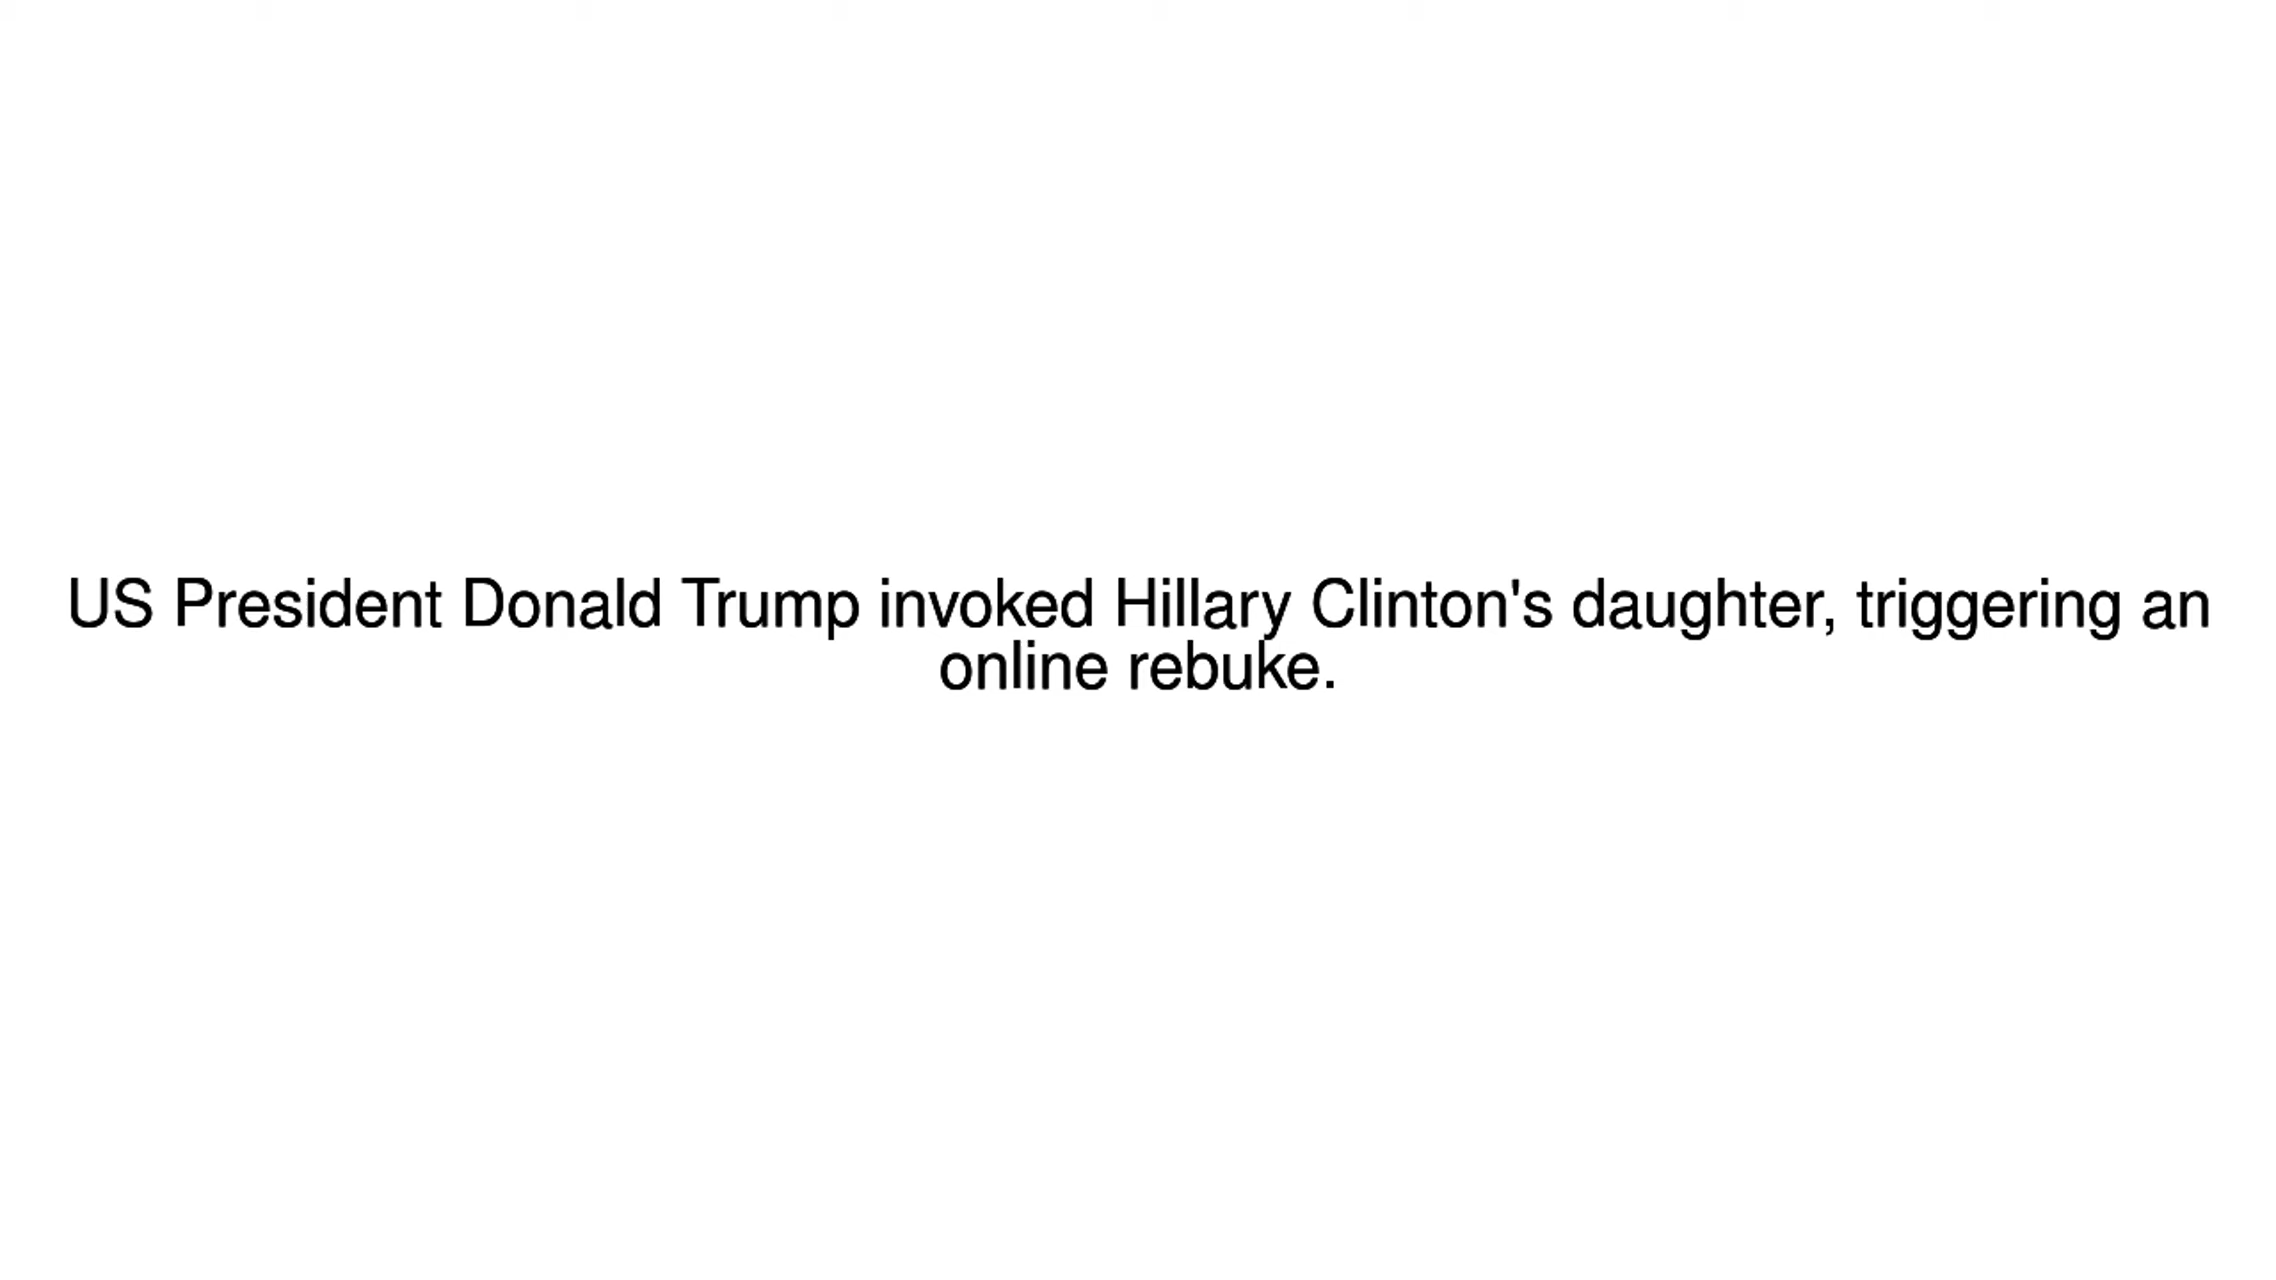 US President Donald Trump invoked Hillary Clinton's daughter, triggering an
online rebuke.